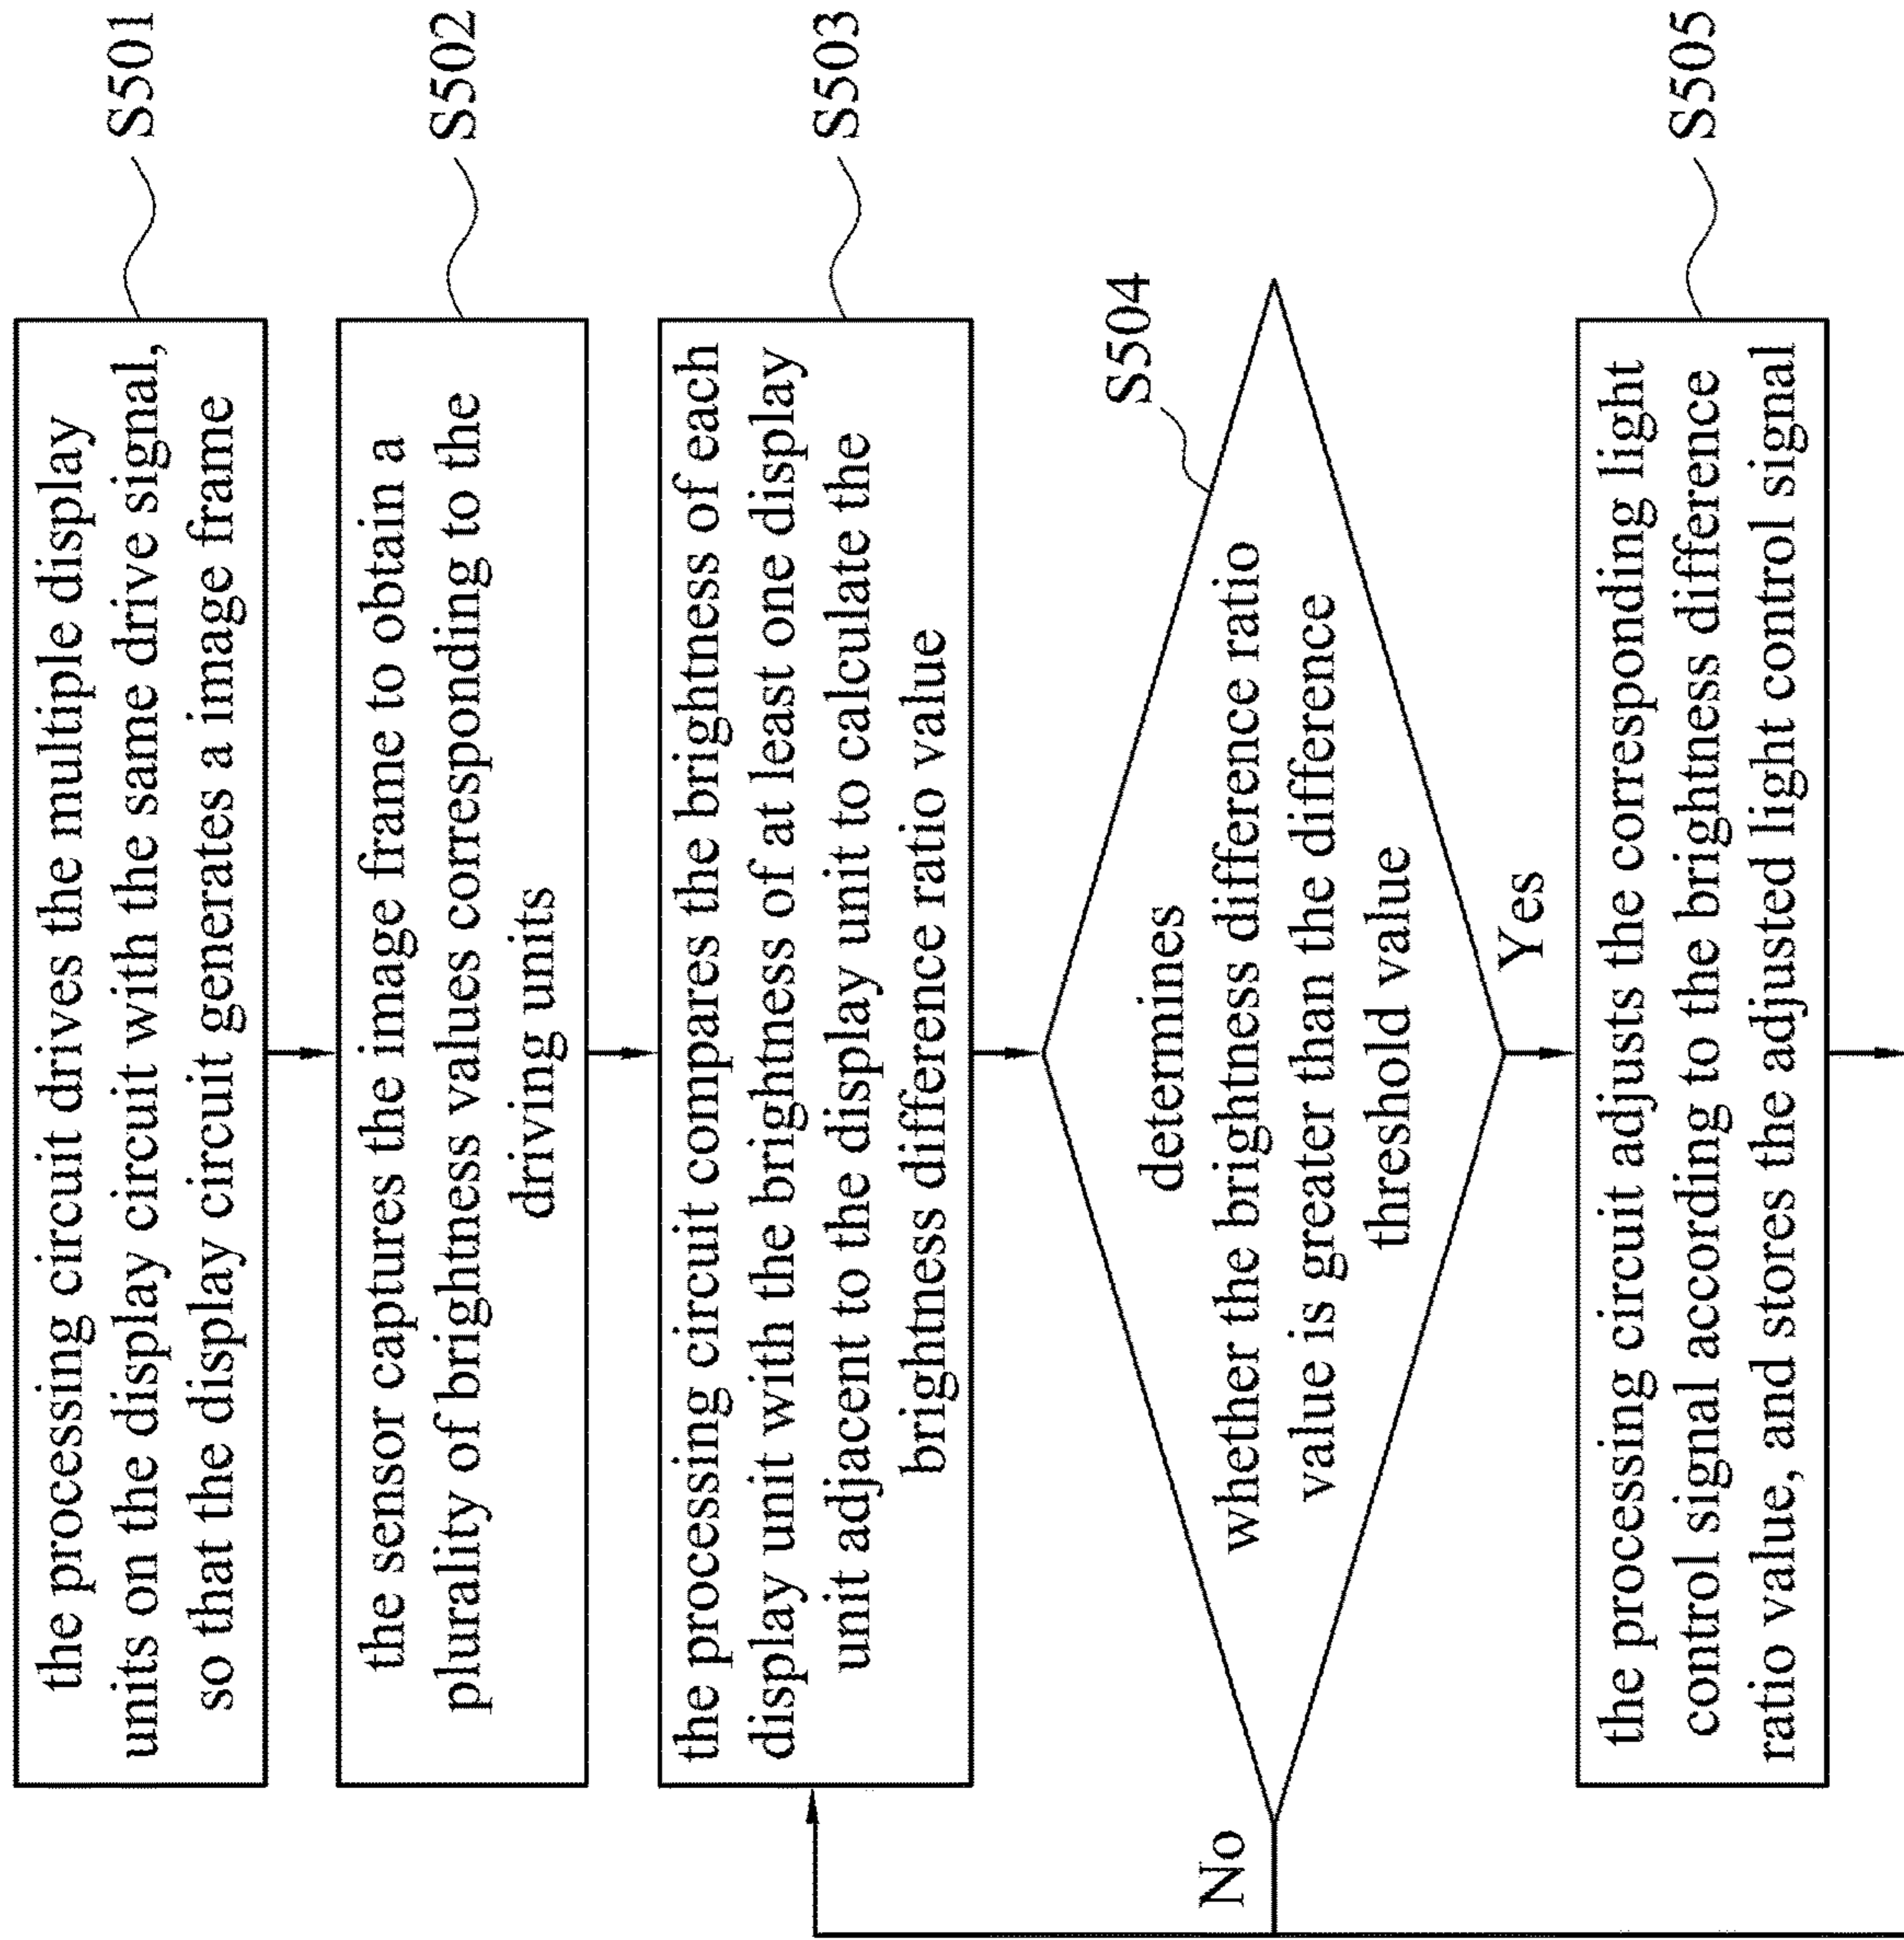 the processing circuit drives the multiple display
units on the display circuit with the same drive signal,
so that the display circuit generates a image frame
S501
the sensor captures the image frame to obtain a
plurality of brightness values corresponding to the
driving units
S502
the processing circuit compares the brightness of each
display unit with the brightness of at least one display
unit adjacent to the display unit to calculate the
brightness difference ratio value
S503
S504
determines
whether the brightness difference ratio
value is greater than the difference
threshold value
No
Yes
the processing circuit adjusts the corresponding light
control signal according to the brightness difference
ratio value, and stores the adjusted light control signal
S505